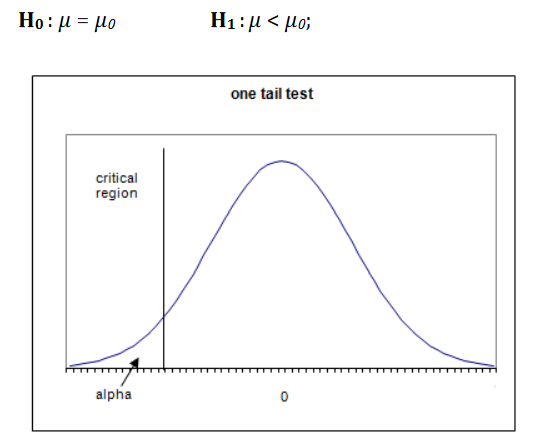 H₀ : μ = μ₀ H₁ : μ < μ₀;
one tail test
critical
region
alpha 0